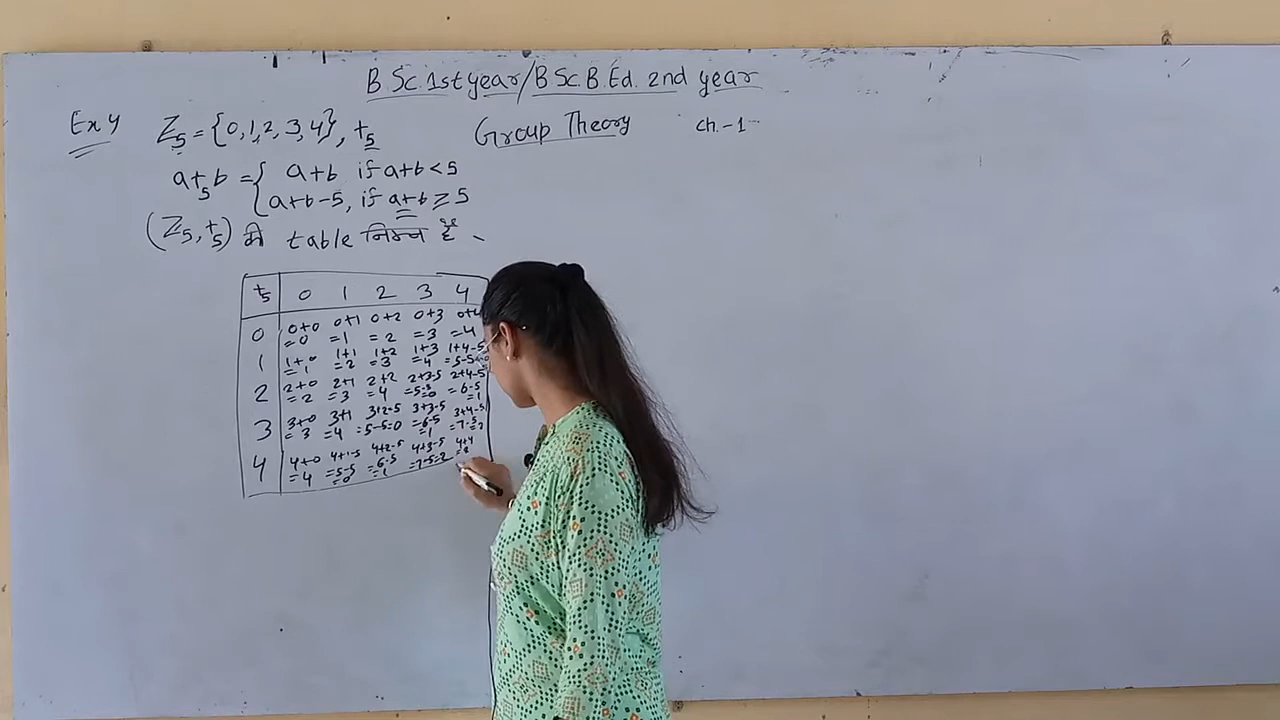 B.Sc. 1st year/B.Sc.B.Ed. 2nd year
Ex 4 Z5 = {0,1,2,3,4}, +5 Group Theory ch.-1
a+5b = { a+b if a+b < 5
a+b-5, if a+b ≥ 5
(Z5, +5) की table निम्न है
+5 0 1 2 3 4
0 0+0 =0 0+1 =1 0+2 =2 0+3 =3 0+4 =4
1 1+0 =1 1+1 =2 1+2 =3 1+3 =4 1+4-5 =5-5=0
2 2+0 =2 2+1 =3 2+2 =4 2+3-5 =5-5=0 2+4-5 =6-5 =1
3 3+0 =3 3+1 =4 3+2-5 =5-5=0 3+3-5 =6-5 =1 3+4-5 =7-5=2
4 4+0 =4 4+1-5 =5-5 =0 4+2-5 =6-5 =1 4+3-5 =7-5=2 4+4 =8